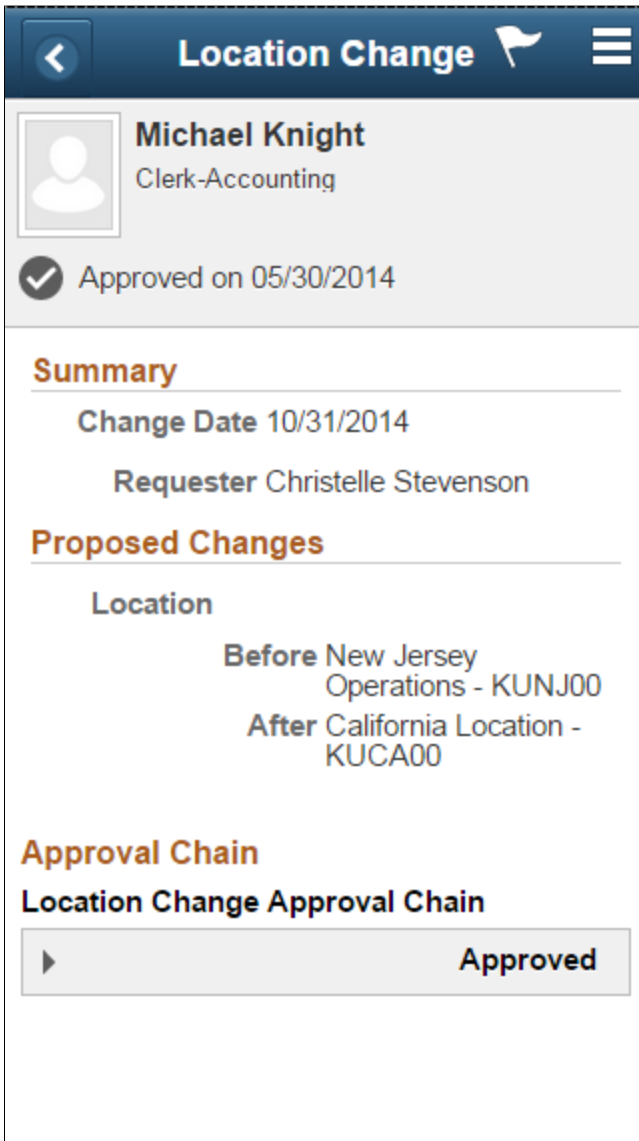 Location Change
Michael Knight
Clerk-Accounting
Approved on 05/30/2014
Summary
Change Date 10/31/2014
Requester Christelle Stevenson
Proposed Changes
Location
Before New Jersey
Operations - KUNJ00
After California Location -
KUCA00
Approval Chain
Location Change Approval Chain
Approved